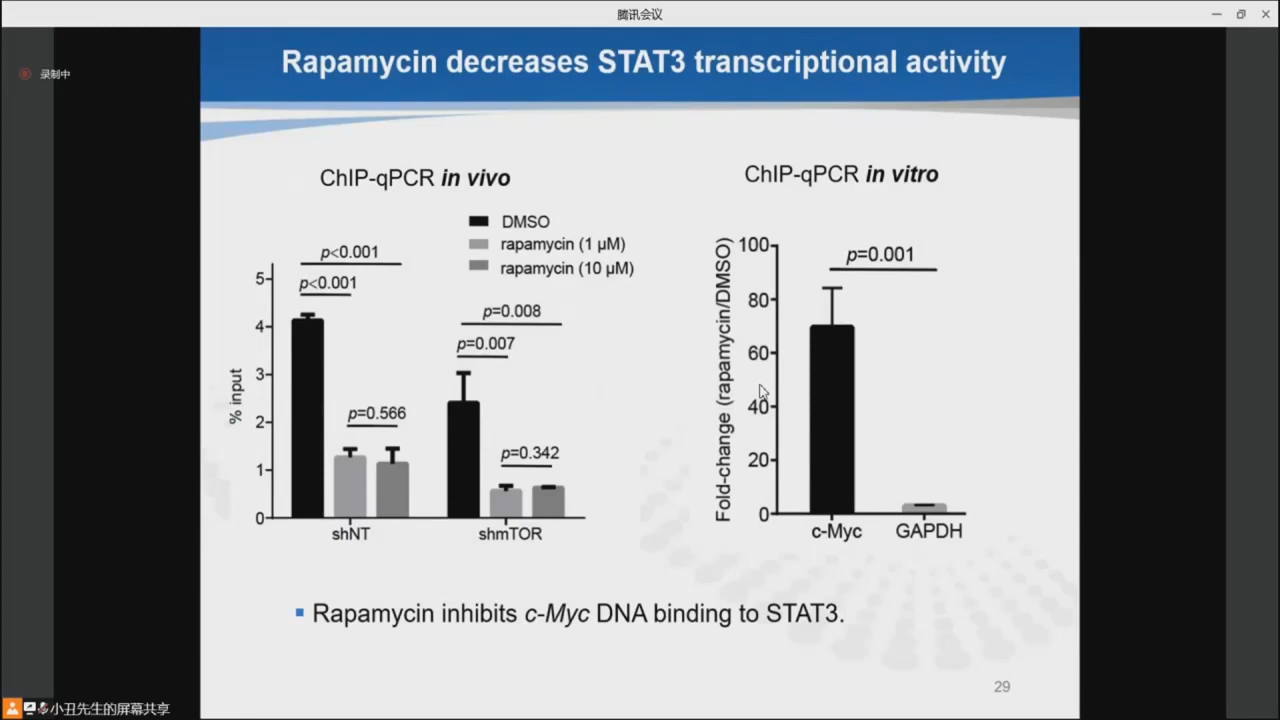 腾讯会议
录制中
Rapamycin decreases STAT3 transcriptional activity
ChIP-qPCR in vivo
DMSO
rapamycin (1 μM)
rapamycin (10 μM)
p<0.001
p<0.001
p=0.566
p=0.008
p=0.007
p=0.342
% input
5
4
3
2
1
0
shNT
shmTOR
ChIP-qPCR in vitro
Fold-change (rapamycin/DMSO)
100
80
60
40
20
0
p=0.001
c-Myc
GAPDH
Rapamycin inhibits c-Myc DNA binding to STAT3.
29
小丑先生的屏幕共享